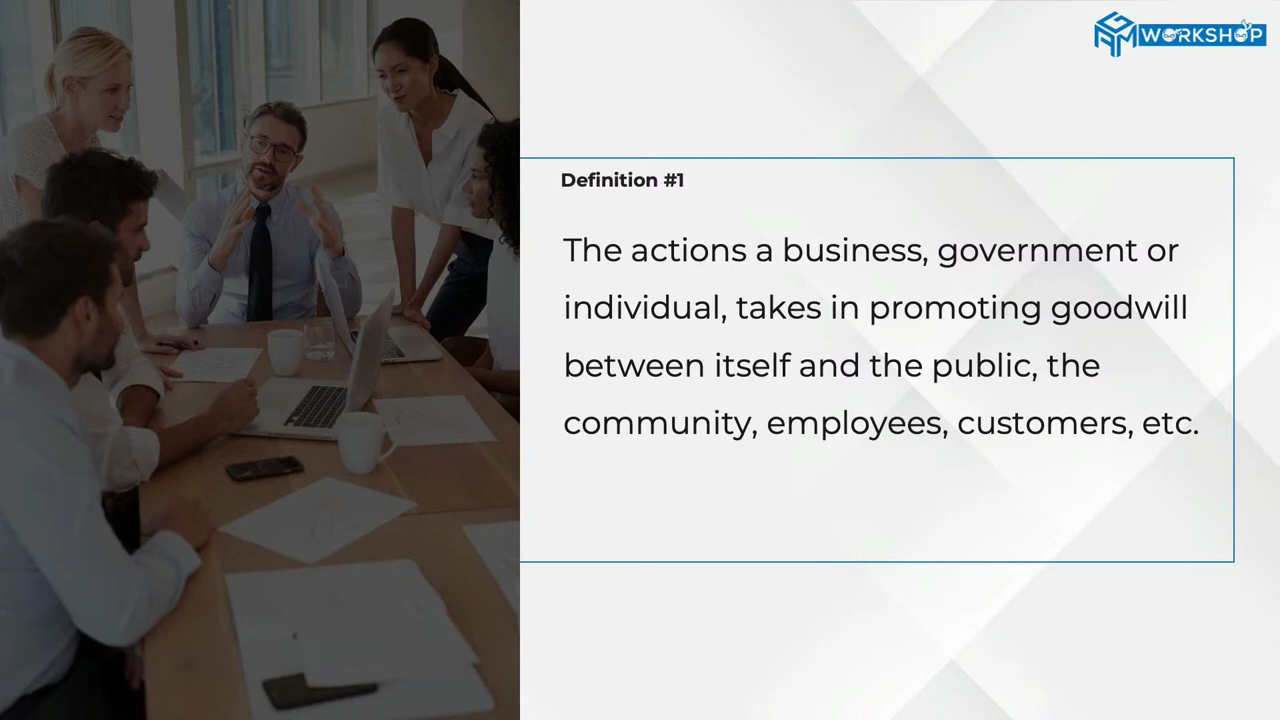 WORKSHOP
Definition #1
The actions a business, government or
individual, takes in promoting goodwill
between itself and the public, the
community, employees, customers, etc.